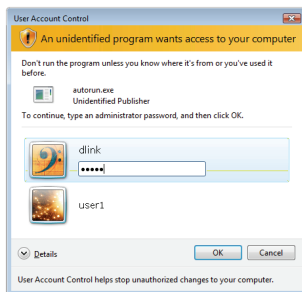 User Account Control
An unidentified program wants access to your computer
Don't run the program unless you know where it's from or you've used it
before.
autorun.exe
Unidentified Publisher
To continue, type an administrator password, and then click OK.
dlink
•••••
user1
Details
OK Cancel
User Account Control helps stop unauthorized changes to your computer.